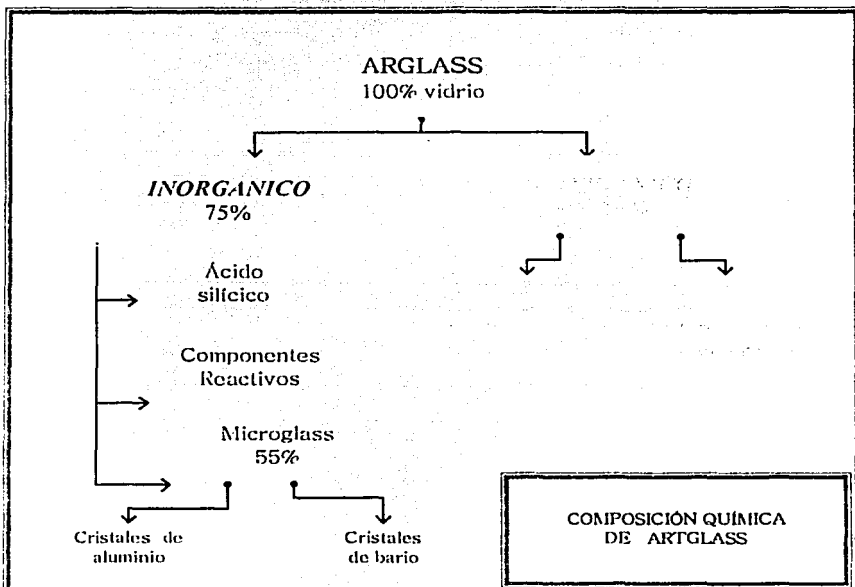 ARGLASS
100% vidrio
INORGANICO
75%
Ácido
silícico
Componentes
Reactivos
Microglass
55%
Cristales de
aluminio
Cristales
de bario
COMPOSICIÓN QUÍMICA
DE ARTGLASS